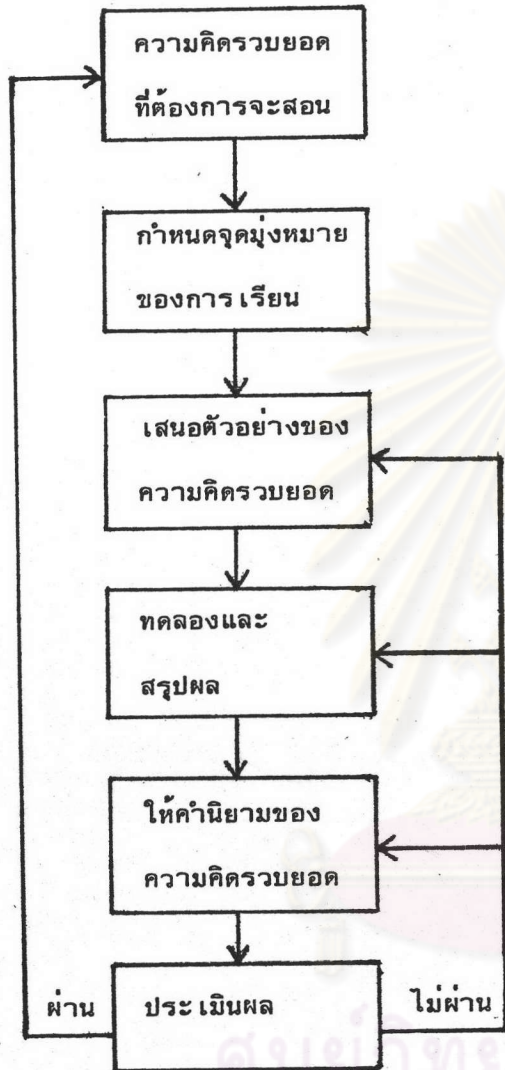 ความคิดรวบยอด
ที่ต้องการจะสอน
กำหนดจุดมุ่งหมาย
ของการ เรียน
เสนอตัวอย่างของ
ความคิดรวบยอด
ทดลองและ
สรุปผล
ให้คำนิยามของ
ความคิดรวบยอด
ผ่าน
ประ เมินผล
ไม่ผ่าน